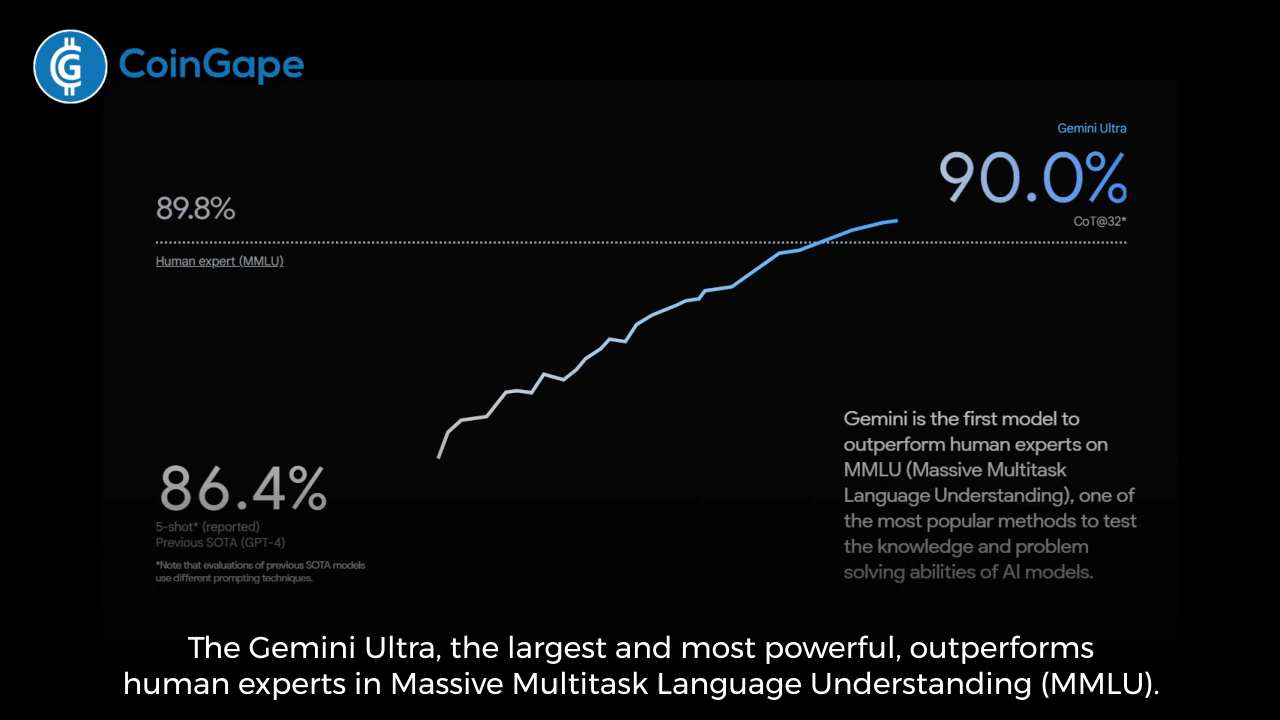 CoinGape
Gemini Ultra
90.0%
CoT@32*
89.8%
Human expert (MMLU)
86.4%
5-shot* (reported)
Previous SOTA (GPT-4)
*Note that evaluations of previous SOTA models
use different prompting techniques.
Gemini is the first model to
outperform human experts on
MMLU (Massive Multitask
Language Understanding), one of
the most popular methods to test
the knowledge and problem
solving abilities of AI models.
The Gemini Ultra, the largest and most powerful, outperforms
human experts in Massive Multitask Language Understanding (MMLU).